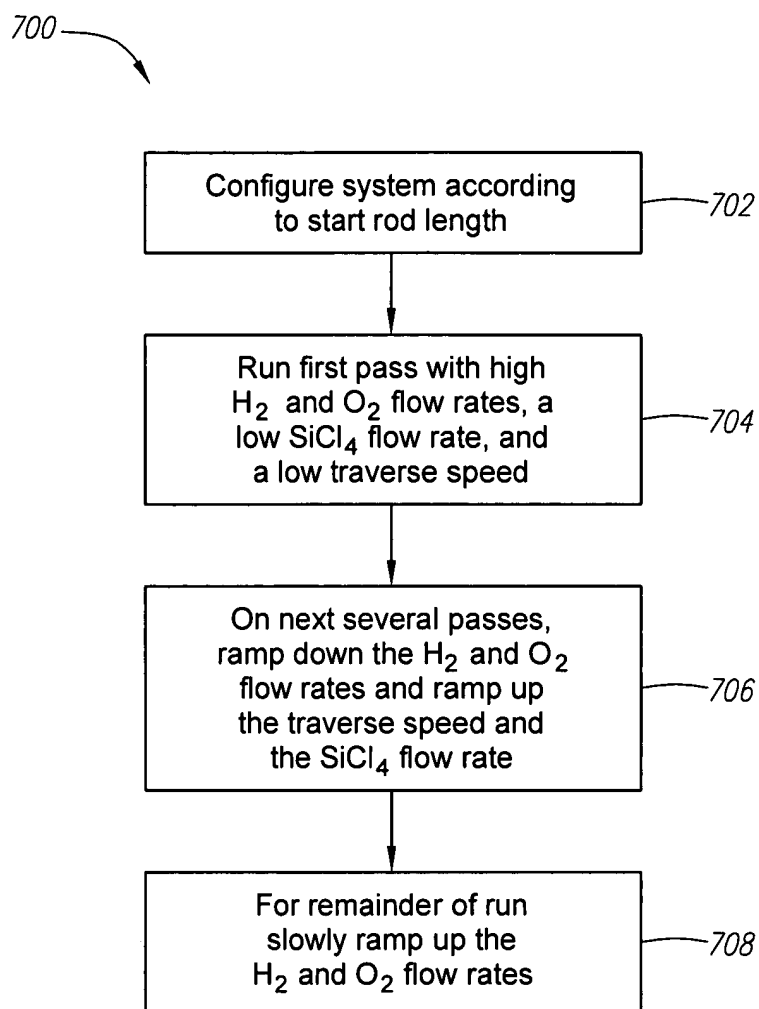 700
Configure system according
to start rod length
702
Run first pass with high
H2 and O2 flow rates, a
low SiCl4 flow rate, and
a low traverse speed
704
On next several passes,
ramp down the H2 and O2
flow rates and ramp up
the traverse speed and
the SiCl4 flow rate
706
For remainder of run
slowly ramp up the
H2 and O2 flow rates
708